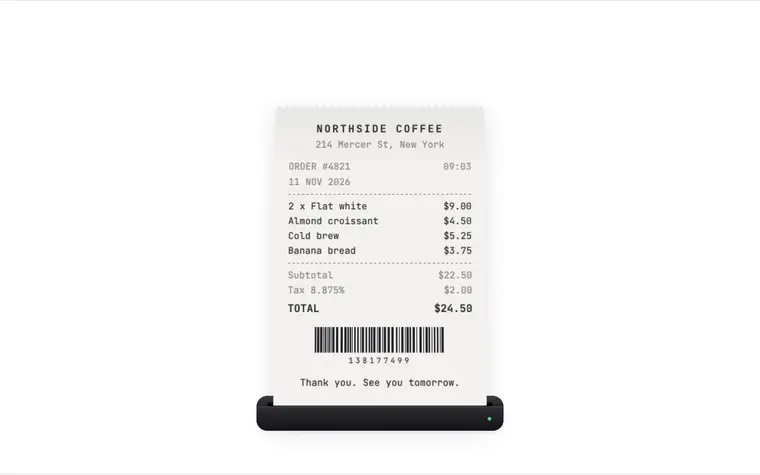 NORTHSIDE COFFEE
214 Mercer St, New York
ORDER #4821 09:03
11 NOV 2026
2 x Flat white $9.00
Almond croissant $4.50
Cold brew $5.25
Banana bread $3.75
Subtotal $22.50
Tax 8.875% $2.00
TOTAL $24.50
138177499
Thank you. See you tomorrow.